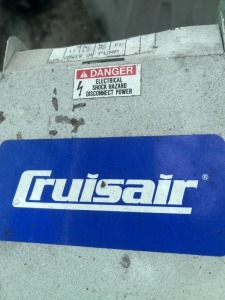 DANGER
ELECTRICAL
SHOCK HAZARD
DISCONNECT POWER
Cruisair®